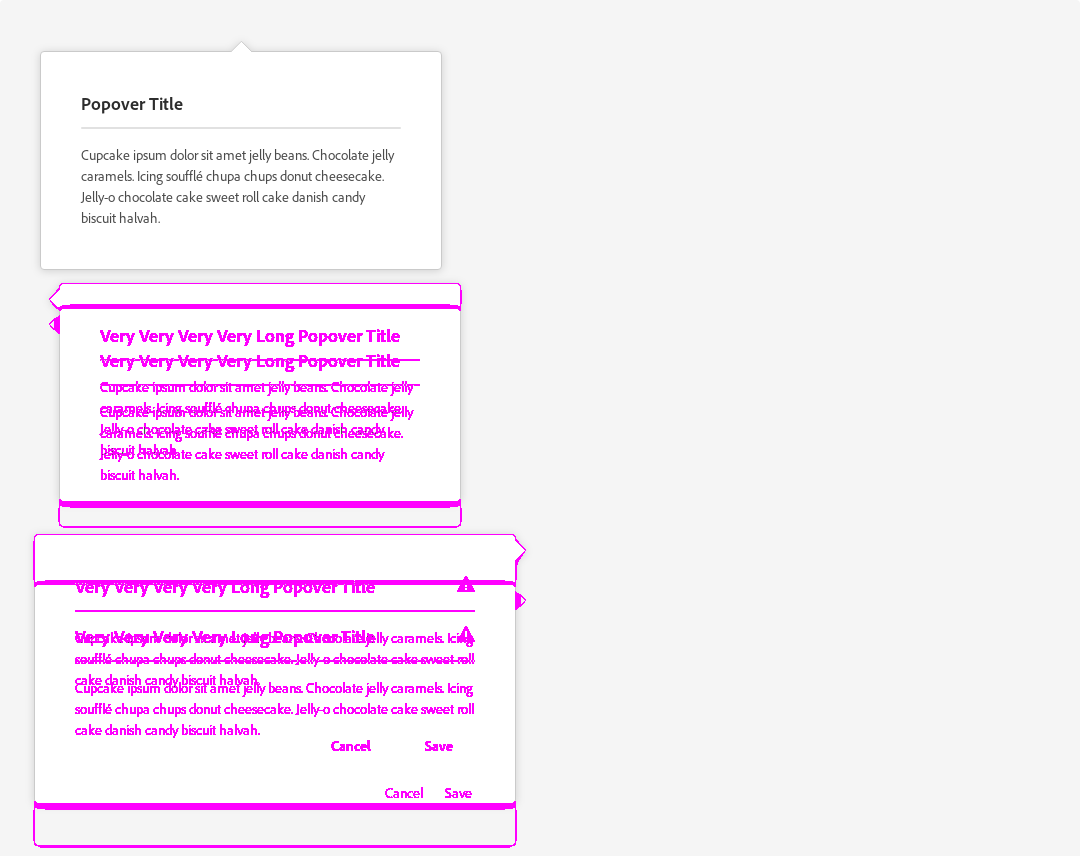 Popover Title
Cupcake ipsum dolor sit amet jelly beans. Chocolate jelly
caramels. Icing soufflé chupa chups donut cheesecake.
Jelly-o chocolate cake sweet roll cake danish candy
biscuit halvah.
Very Very Very Very Long Popover Title
Very Very Very Very Long Popover Title
Cupcake ipsum dolor sit amet jelly beans. Chocolate jelly
caramels. Icing soufflé chupa chups donut cheesecake.
Cupcake ipsum dolor sit amet jelly beans. Chocolate jelly
Jelly-o chocolate cake sweet roll cake danish candy
caramels. Icing soufflé chupa chups donut cheesecake.
biscuit halvah.
Jelly-o chocolate cake sweet roll cake danish candy
biscuit halvah.
Very Very Very Very Long Popover Title
Very Very Very Very Long Popover Title
Cupcake ipsum dolor sit amet jelly beans. Chocolate jelly caramels. Icing
soufflé chupa chups donut cheesecake. Jelly-o chocolate cake sweet roll
cake danish candy biscuit halvah.
Cupcake ipsum dolor sit amet jelly beans. Chocolate jelly caramels. Icing
soufflé chupa chups donut cheesecake. Jelly-o chocolate cake sweet roll
cake danish candy biscuit halvah.
Cancel Save
Cancel Save